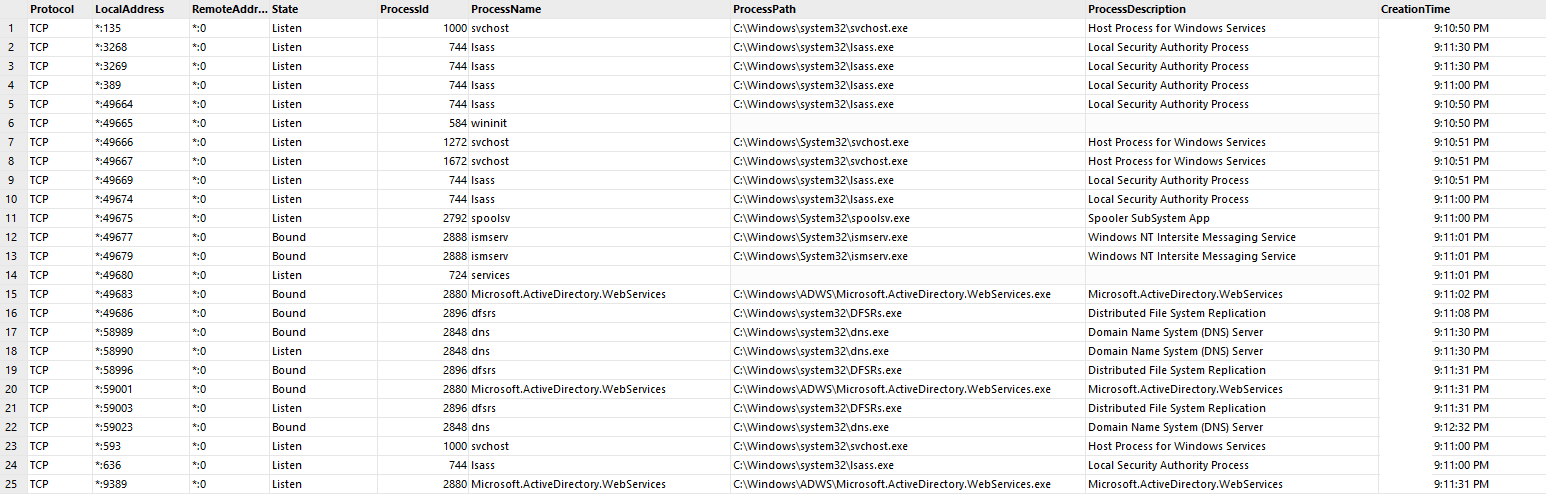 Protocol LocalAddress RemoteAddr... State ProcessId ProcessName ProcessPath ProcessDescription CreationTime
1 TCP *:135 *:0 Listen 1000 svchost C:\Windows\system32\svchost.exe Host Process for Windows Services 9:10:50 PM
2 TCP *:3268 *:0 Listen 744 lsass C:\Windows\system32\lsass.exe Local Security Authority Process 9:11:30 PM
3 TCP *:3269 *:0 Listen 744 lsass C:\Windows\system32\lsass.exe Local Security Authority Process 9:11:30 PM
4 TCP *:389 *:0 Listen 744 lsass C:\Windows\system32\lsass.exe Local Security Authority Process 9:11:00 PM
5 TCP *:49664 *:0 Listen 744 lsass C:\Windows\system32\lsass.exe Local Security Authority Process 9:10:50 PM
6 TCP *:49665 *:0 Listen 584 wininit 9:10:50 PM
7 TCP *:49666 *:0 Listen 1272 svchost C:\Windows\System32\svchost.exe Host Process for Windows Services 9:10:51 PM
8 TCP *:49667 *:0 Listen 1672 svchost C:\Windows\system32\svchost.exe Host Process for Windows Services 9:10:51 PM
9 TCP *:49669 *:0 Listen 744 lsass C:\Windows\system32\lsass.exe Local Security Authority Process 9:10:51 PM
10 TCP *:49674 *:0 Listen 744 lsass C:\Windows\system32\lsass.exe Local Security Authority Process 9:11:00 PM
11 TCP *:49675 *:0 Listen 2792 spoolsv C:\Windows\System32\spoolsv.exe Spooler SubSystem App 9:11:00 PM
12 TCP *:49677 *:0 Bound 2888 ismserv C:\Windows\System32\ismserv.exe Windows NT Intersite Messaging Service 9:11:01 PM
13 TCP *:49679 *:0 Bound 2888 ismserv C:\Windows\System32\ismserv.exe Windows NT Intersite Messaging Service 9:11:01 PM
14 TCP *:49680 *:0 Listen 724 services 9:11:01 PM
15 TCP *:49683 *:0 Bound 2880 Microsoft.ActiveDirectory.WebServices C:\Windows\ADWS\Microsoft.ActiveDirectory.WebServices.exe Microsoft.ActiveDirectory.WebServices 9:11:02 PM
16 TCP *:49686 *:0 Bound 2896 dfsrs C:\Windows\system32\DFSRs.exe Distributed File System Replication 9:11:08 PM
17 TCP *:58989 *:0 Bound 2848 dns C:\Windows\system32\dns.exe Domain Name System (DNS) Server 9:11:30 PM
18 TCP *:58990 *:0 Listen 2848 dns C:\Windows\system32\dns.exe Domain Name System (DNS) Server 9:11:30 PM
19 TCP *:58996 *:0 Bound 2896 dfsrs C:\Windows\system32\DFSRs.exe Distributed File System Replication 9:11:31 PM
20 TCP *:59001 *:0 Bound 2880 Microsoft.ActiveDirectory.WebServices C:\Windows\ADWS\Microsoft.ActiveDirectory.WebServices.exe Microsoft.ActiveDirectory.WebServices 9:11:31 PM
21 TCP *:59003 *:0 Listen 2896 dfsrs C:\Windows\system32\DFSRs.exe Distributed File System Replication 9:11:31 PM
22 TCP *:59023 *:0 Bound 2848 dns C:\Windows\system32\dns.exe Domain Name System (DNS) Server 9:12:32 PM
23 TCP *:593 *:0 Listen 1000 svchost C:\Windows\system32\svchost.exe Host Process for Windows Services 9:11:00 PM
24 TCP *:636 *:0 Listen 744 lsass C:\Windows\system32\lsass.exe Local Security Authority Process 9:11:00 PM
25 TCP *:9389 *:0 Listen 2880 Microsoft.ActiveDirectory.WebServices C:\Windows\ADWS\Microsoft.ActiveDirectory.WebServices.exe Microsoft.ActiveDirectory.WebServices 9:11:31 PM